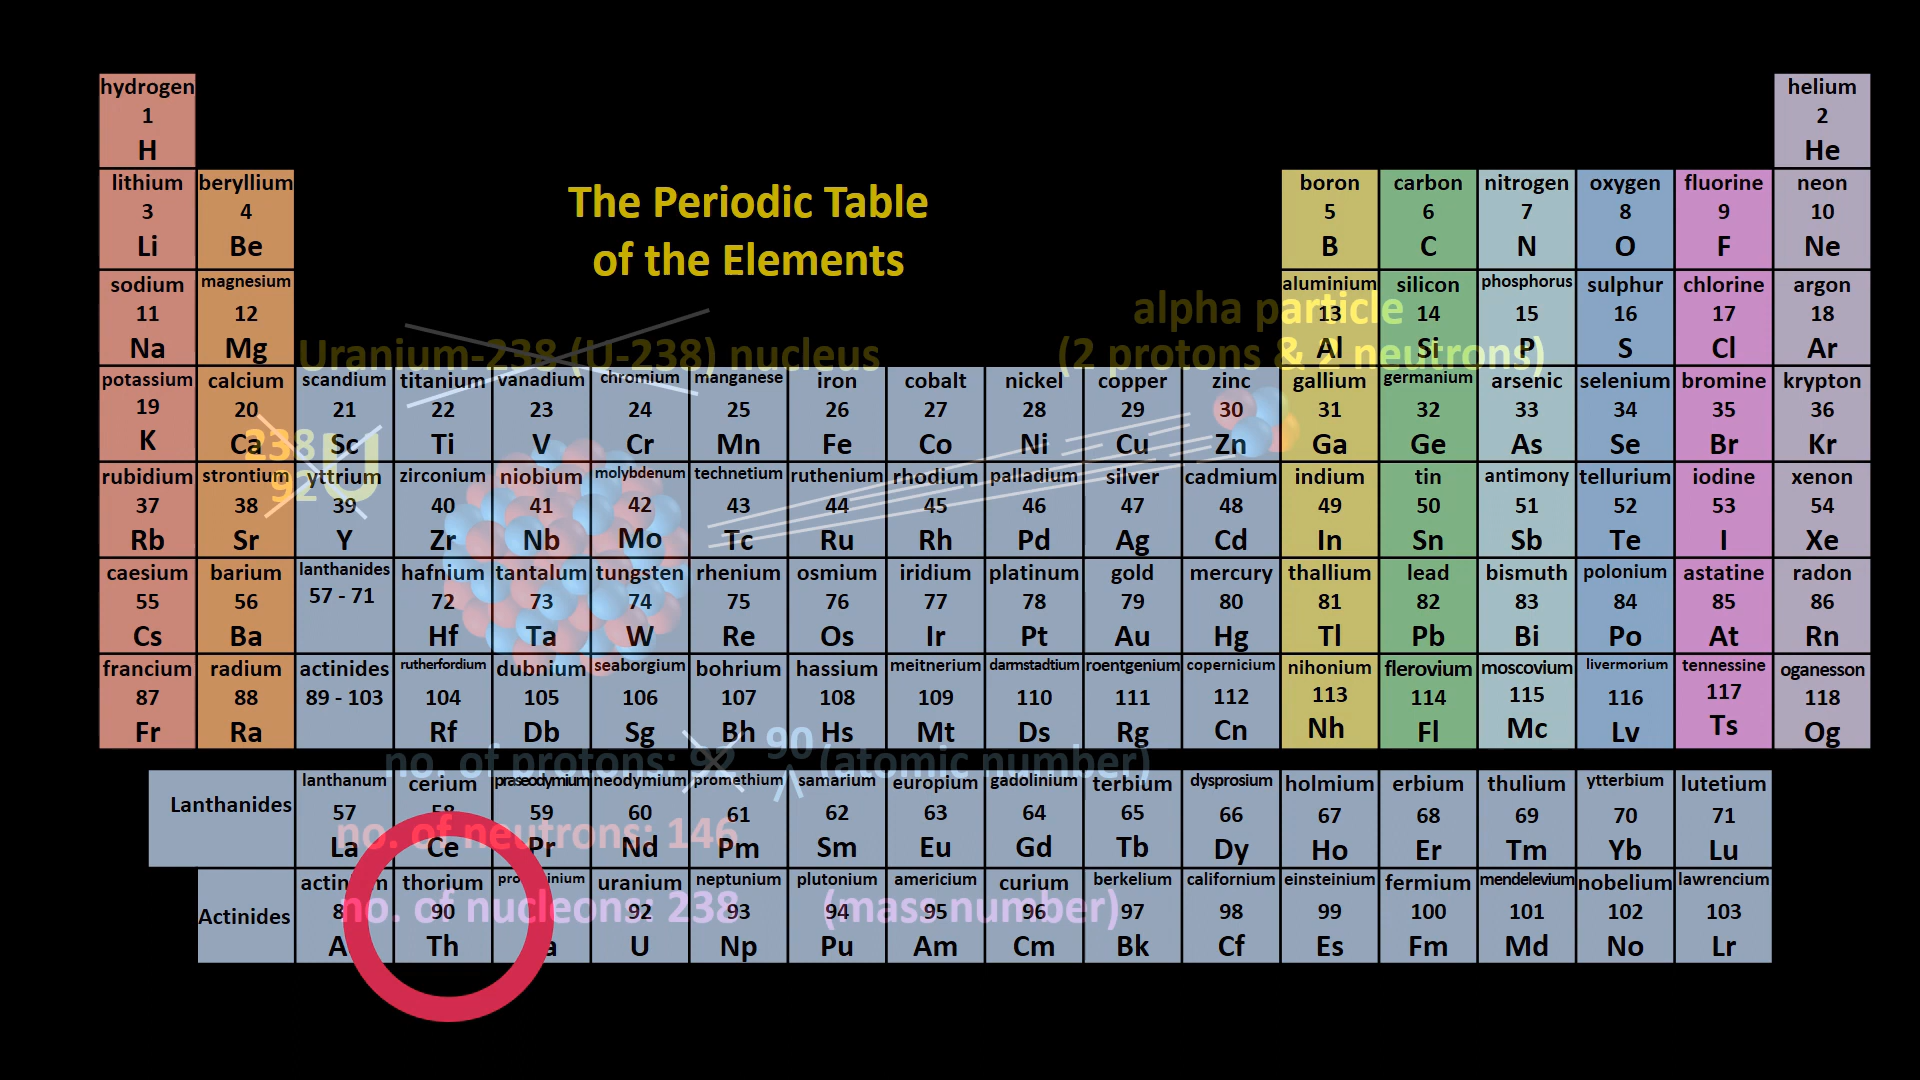 hydrogen helium
1 2
H He
lithium beryllium boron carbon nitrogen oxygen fluorine neon
3 4 5 6 7 8 9 10
Li Be B C N O F Ne
The Periodic Table
of the Elements
sodium magnesium aluminium silicon phosphorus sulphur chlorine argon
11 12 13 14 15 16 17 18
Na Mg Al Si P S Cl Ar
alpha particle
Uranium-238 (U-238) nucleus (2 protons & 2 neutrons)
potassium calcium scandium titanium vanadium chromium manganese iron cobalt nickel copper zinc gallium germanium arsenic selenium bromine krypton
19 20 21 22 23 24 25 26 27 28 29 30 31 32 33 34 35 36
K Ca Sc Ti V Cr Mn Fe Co Ni Cu Zn Ga Ge As Se Br Kr
238
92 U
rubidium strontium yttrium zirconium niobium molybdenum technetium ruthenium rhodium palladium silver cadmium indium tin antimony tellurium iodine xenon
37 38 39 40 41 42 43 44 45 46 47 48 49 50 51 52 53 54
Rb Sr Y Zr Nb Mo Tc Ru Rh Pd Ag Cd In Sn Sb Te I Xe
caesium barium lanthanides hafnium tantalum tungsten rhenium osmium iridium platinum gold mercury thallium lead bismuth polonium astatine radon
55 56 57 - 71 72 73 74 75 76 77 78 79 80 81 82 83 84 85 86
Cs Ba Hf Ta W Re Os Ir Pt Au Hg Tl Pb Bi Po At Rn
francium radium actinides rutherfordium dubnium seaborgium bohrium hassium meitnerium darmstadtium roentgenium copernicium nihonium flerovium moscovium livermorium tennessine oganesson
87 88 89 - 103 104 105 106 107 108 109 110 111 112 113 114 115 116 117 118
Fr Ra Rf Db Sg Bh Hs Mt Ds Rg Cn Nh Fl Mc Lv Ts Og
90
no. of protons: 92 (atomic number)
Lanthanides lanthanum cerium praseodymium neodymium promethium samarium europium gadolinium terbium dysprosium holmium erbium thulium ytterbium lutetium
57 58 59 60 61 62 63 64 65 66 67 68 69 70 71
La Ce Pr Nd Pm Sm Eu Gd Tb Dy Ho Er Tm Yb Lu
no. of neutrons: 146
Actinides thorium uranium neptunium plutonium americium curium berkelium californium einsteinium fermium mendelevium nobelium lawrencium
90 92 93 94 95 96 97 98 99 100 101 102 103
Th U Np Pu Am Cm Bk Cf Es Fm Md No Lr
no. of nucleons: 238 (mass number)